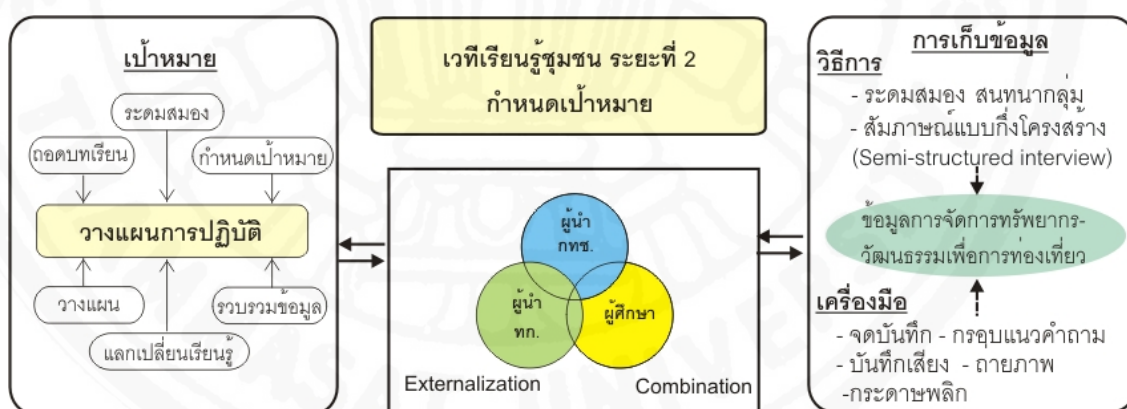 เป้าหมาย
ระดมสมอง
ถอดบทเรียน
กำหนดเป้าหมาย
วางแผนการปฏิบัติ
วางแผน
รวบรวมข้อมูล
แลกเปลี่ยนเรียนรู้
เวทีเรียนรู้ชุมชน ระยะที่ 2
กำหนดเป้าหมาย
ผู้นำ
กทช.
ผู้นำ
ทก.
ผู้ศึกษา
Externalization
Combination
การเก็บข้อมูล
วิธีการ
- ระดมสมอง สนทนากลุ่ม
- สัมภาษณ์แบบกึ่งโครงสร้าง
(Semi-structured interview)
ข้อมูลการจัดการทรัพยากร-
วัฒนธรรมเพื่อการท่องเที่ยว
เครื่องมือ
- จดบันทึก - กรอบแนวคำถาม
- บันทึกเสียง - ถายภาพ
-กระดาษพลิก